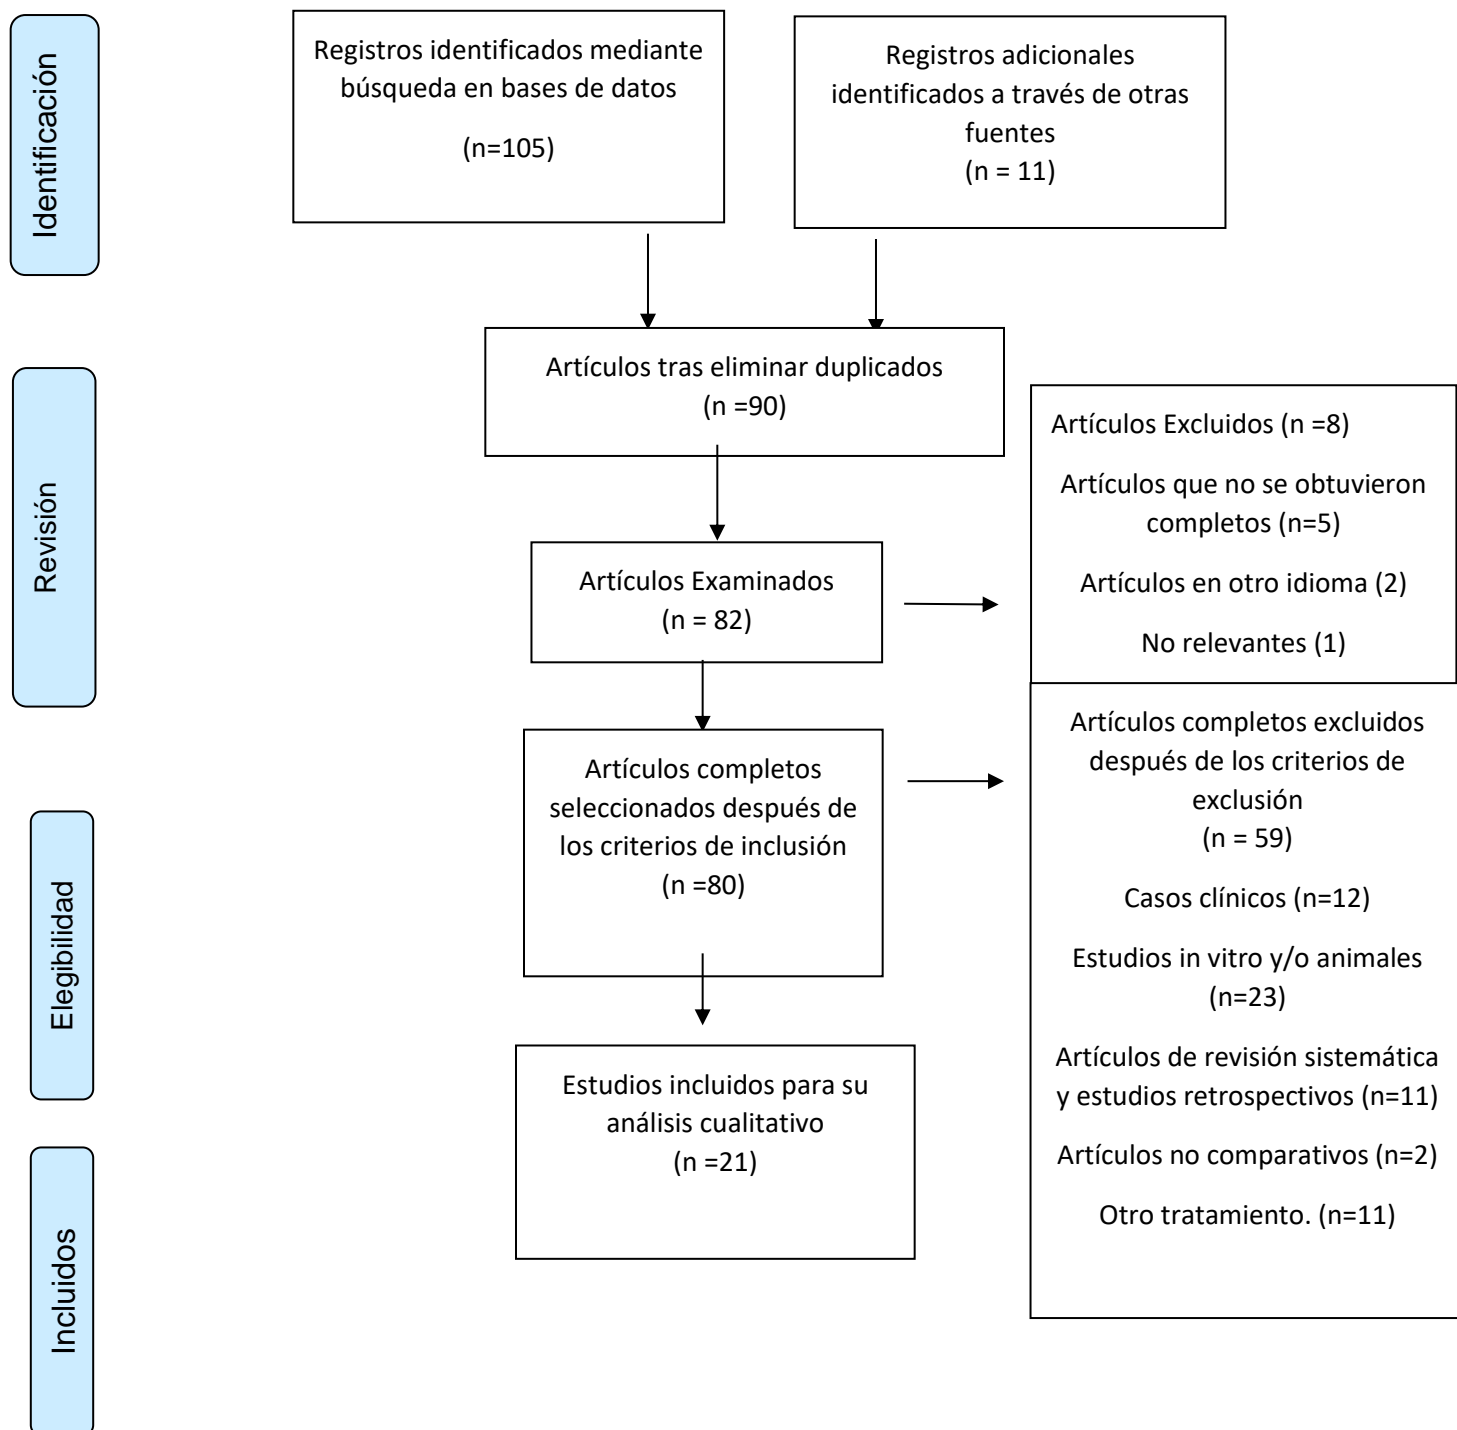 Identificación
Registros identificados mediante
búsqueda en bases de datos
(n=105)
Registros adicionales
identificados a través de otras
fuentes
(n = 11)
Revisión
Artículos tras eliminar duplicados
(n =90)
Artículos Excluidos (n =8)
Artículos que no se obtuvieron
completos (n=5)
Artículos en otro idioma (2)
No relevantes (1)
Artículos Examinados
(n = 82)
Elegibilidad
Artículos completos
seleccionados después de
los criterios de inclusión
(n =80)
Artículos completos excluidos
después de los criterios de
exclusión
(n = 59)
Casos clínicos (n=12)
Estudios in vitro y/o animales
(n=23)
Artículos de revisión sistemática
y estudios retrospectivos (n=11)
Artículos no comparativos (n=2)
Otro tratamiento. (n=11)
Incluidos
Estudios incluidos para su
análisis cualitativo
(n =21)